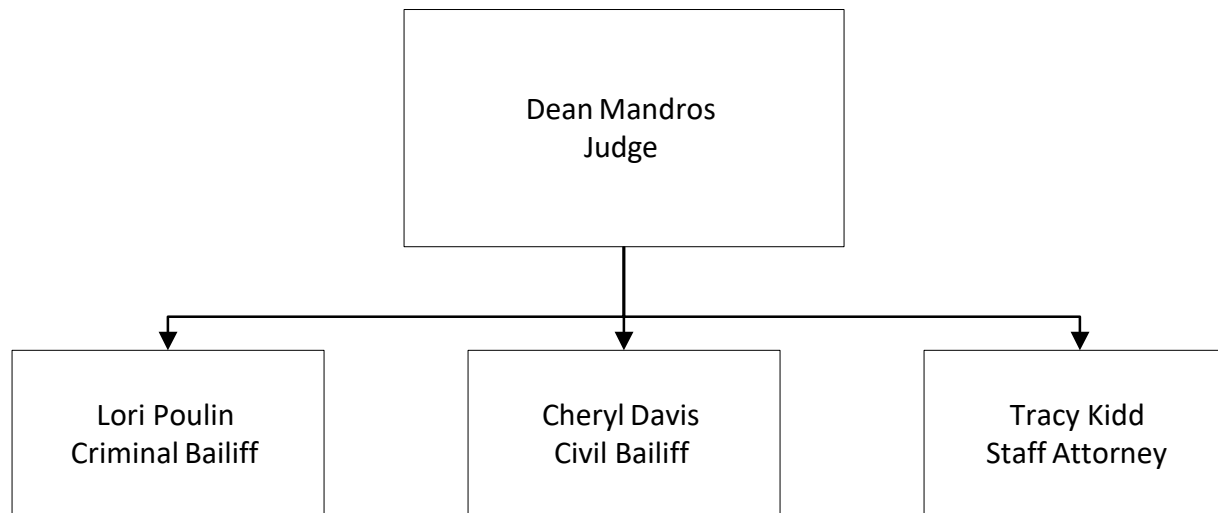 Dean Mandros
Judge
Lori Poulin
Criminal Bailiff
Cheryl Davis
Civil Bailiff
Tracy Kidd
Staff Attorney